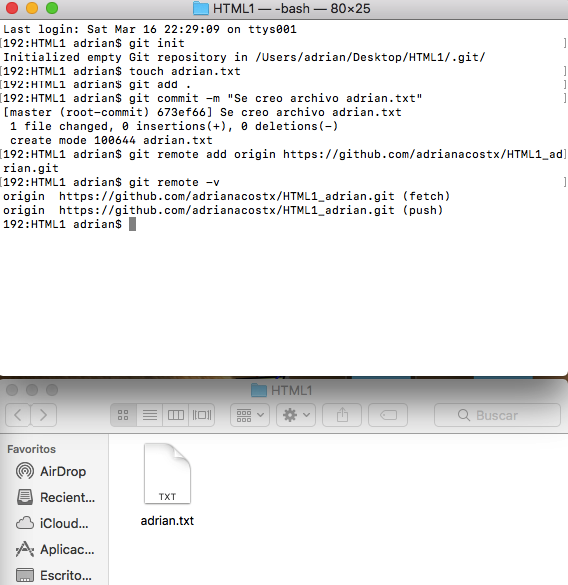 HTML1 — -bash — 80×25
Last login: Sat Mar 16 22:29:09 on ttys001
[192:HTML1 adrian$ git init ]
Initialized empty Git repository in /Users/adrian/Desktop/HTML1/.git/
[192:HTML1 adrian$ touch adrian.txt ]
[192:HTML1 adrian$ git add . ]
[192:HTML1 adrian$ git commit -m "Se creo archivo adrian.txt" ]
[master (root-commit) 673ef66] Se creo archivo adrian.txt
1 file changed, 0 insertions(+), 0 deletions(-)
create mode 100644 adrian.txt
[192:HTML1 adrian$ git remote add origin https://github.com/adrianacostx/HTML1_ad]
rian.git
[192:HTML1 adrian$ git remote -v ]
origin  https://github.com/adrianacostx/HTML1_adrian.git (fetch)
origin  https://github.com/adrianacostx/HTML1_adrian.git (push)
192:HTML1 adrian$
HTML1
Buscar
Favoritos
AirDrop
Recient...
iCloud...
Aplicac...
Escrito...
TXT
adrian.txt